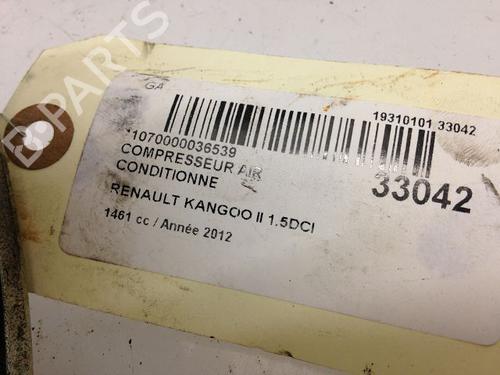 B-PARTS
GA
19310101 33042
*1070000036539
COMPRESSEUR AIR
CONDITIONNE
33042
RENAULT KANGOO II 1.5DCI
1461 cc / Année 2012